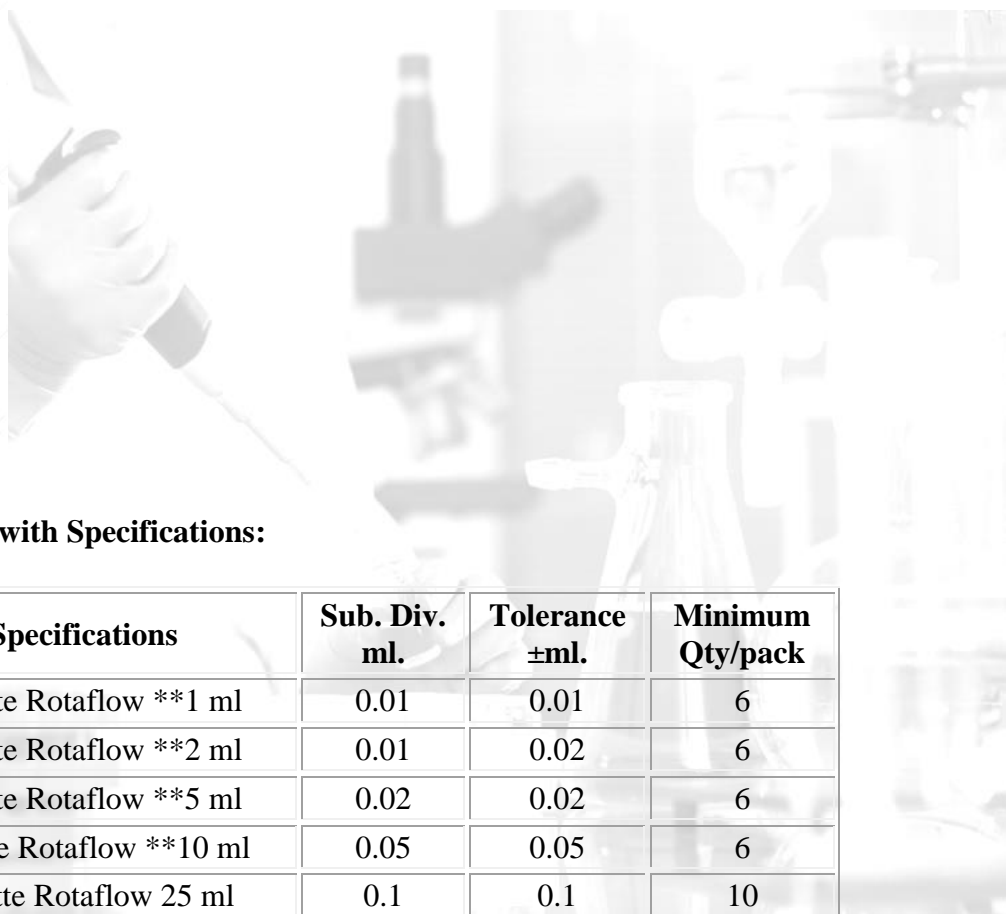 with Specifications:
Specifications Sub. Div. ml. Tolerance ±ml. Minimum Qty/pack
Rotaflow **1 ml 0.01 0.01 6
Rotaflow **2 ml 0.01 0.02 6
Rotaflow **5 ml 0.02 0.02 6
Rotaflow **10 ml 0.05 0.05 6
Rotaflow 25 ml 0.1 0.1 10